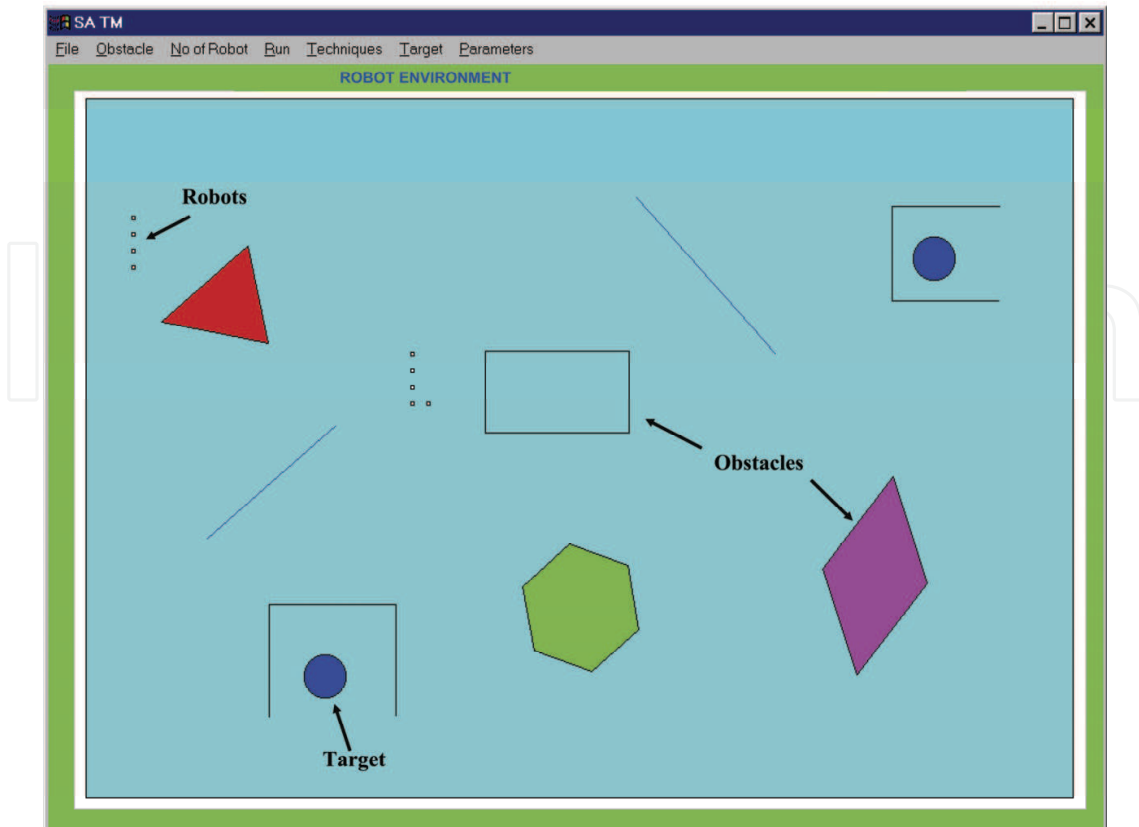 SA TM
File Obstacle No of Robot Run Techniques Target Parameters
ROBOT ENVIRONMENT
Robots
Obstacles
Target